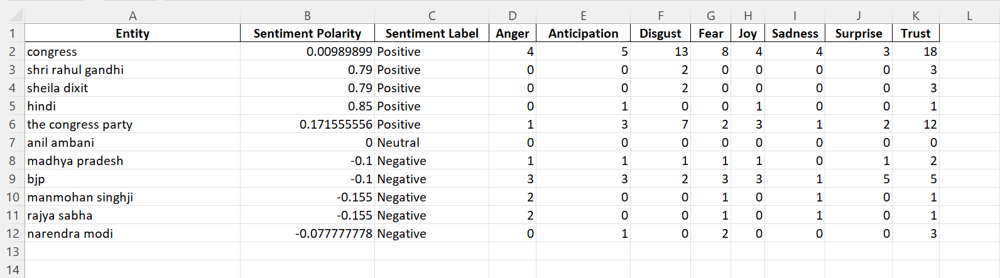 A B C D E F G H I J K L
1 Entity Sentiment Polarity Sentiment Label Anger Anticipation Disgust Fear Joy Sadness Surprise Trust
2 congress 0.00989899 Positive 4 5 13 8 4 4 3 18
3 shri rahul gandhi 0.79 Positive 0 0 2 0 0 0 0 3
4 sheila dixit 0.79 Positive 0 0 2 0 0 0 0 3
5 hindi 0.85 Positive 0 1 0 0 1 0 0 1
6 the congress party 0.171555556 Positive 1 3 7 2 3 1 2 12
7 anil ambani 0 Neutral 0 0 0 0 0 0 0 0
8 madhya pradesh -0.1 Negative 1 1 1 1 1 0 1 2
9 bjp -0.1 Negative 3 3 2 3 3 1 5 5
10 manmohan singhji -0.155 Negative 2 0 0 1 0 1 0 1
11 rajya sabha -0.155 Negative 2 0 0 1 0 1 0 1
12 narendra modi -0.077777778 Negative 0 1 0 2 0 0 0 3
13
14